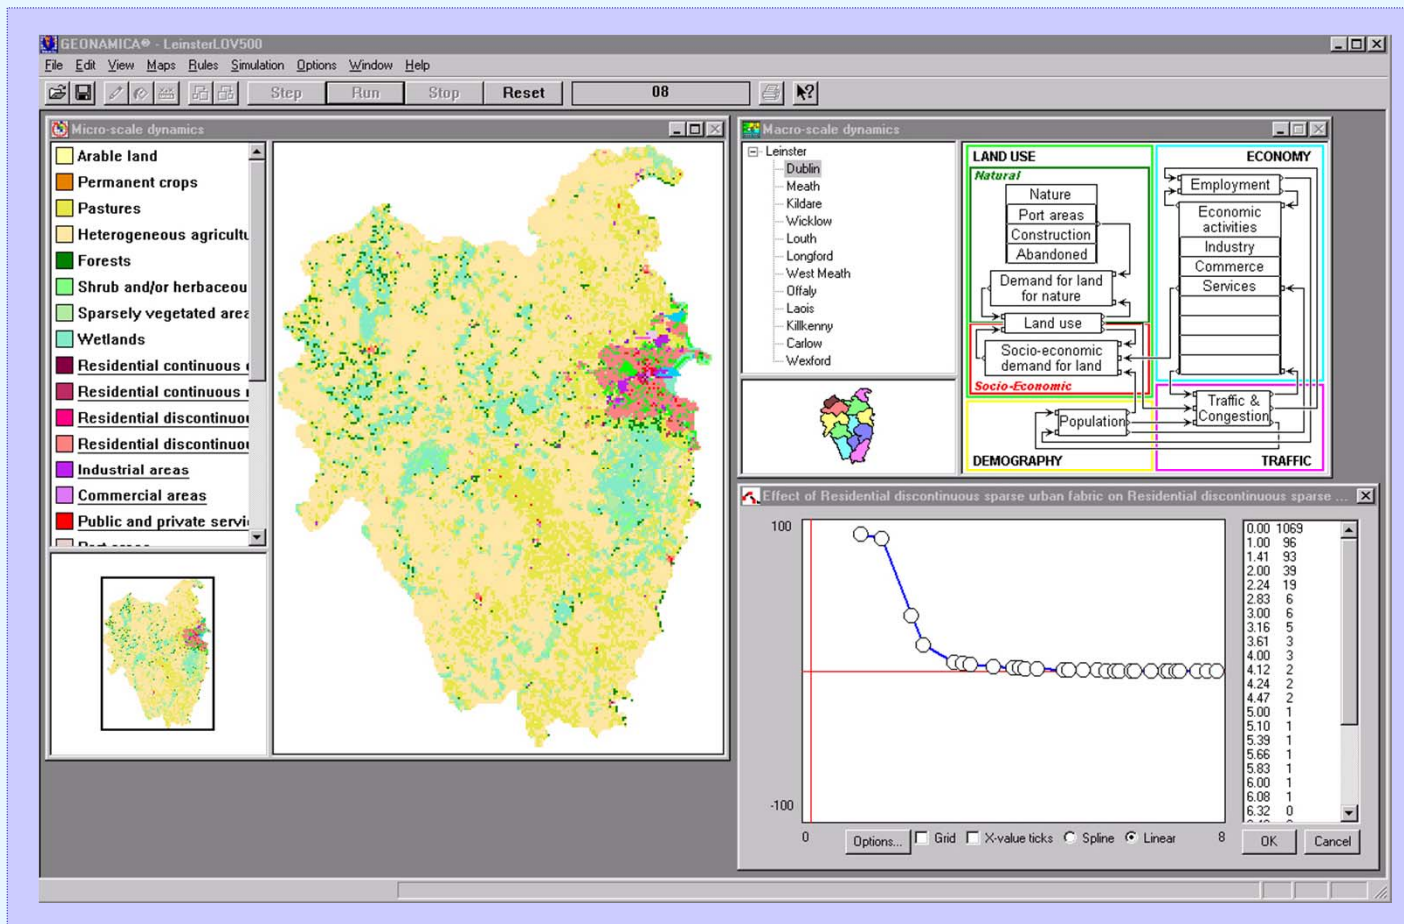 GEONAMICA® - LeinsterLOV500
File Edit View Maps Rules Simulation Options Window Help
Step Run Stop Reset 08
Micro-scale dynamics
Arable land
Permanent crops
Pastures
Heterogeneous agricultu
Forests
Shrub and/or herbaceou
Sparsely vegetated area
Wetlands
Residential continuous
Residential continuous
Residential discontinuou
Residential discontinuou
Industrial areas
Commercial areas
Public and private servi
Macro-scale dynamics
Leinster
Dublin
Meath
Kildare
Wicklow
Louth
Longford
West Meath
Offaly
Laois
Killkenny
Carlow
Wexford
LAND USE
Natural
Nature
Port areas
Construction
Abandoned
Demand for land
for nature
Land use
Socio-economic
demand for land
Socio-Economic
ECONOMY
Employment
Economic
activities
Industry
Commerce
Services
Population
DEMOGRAPHY
Traffic &
Congestion
TRAFFIC
Effect of Residential discontinuous sparse urban fabric on Residential discontinuous sparse ...
100
-100
0
8
0.00 1069
1.00 96
1.41 93
2.00 39
2.24 19
2.83 6
3.00 6
3.16 5
3.61 3
4.00 3
4.12 2
4.24 2
4.47 2
5.00 1
5.10 1
5.39 1
5.66 1
5.83 1
6.00 1
6.08 1
6.32 0
Options... Grid X-value ticks Spline Linear
OK Cancel